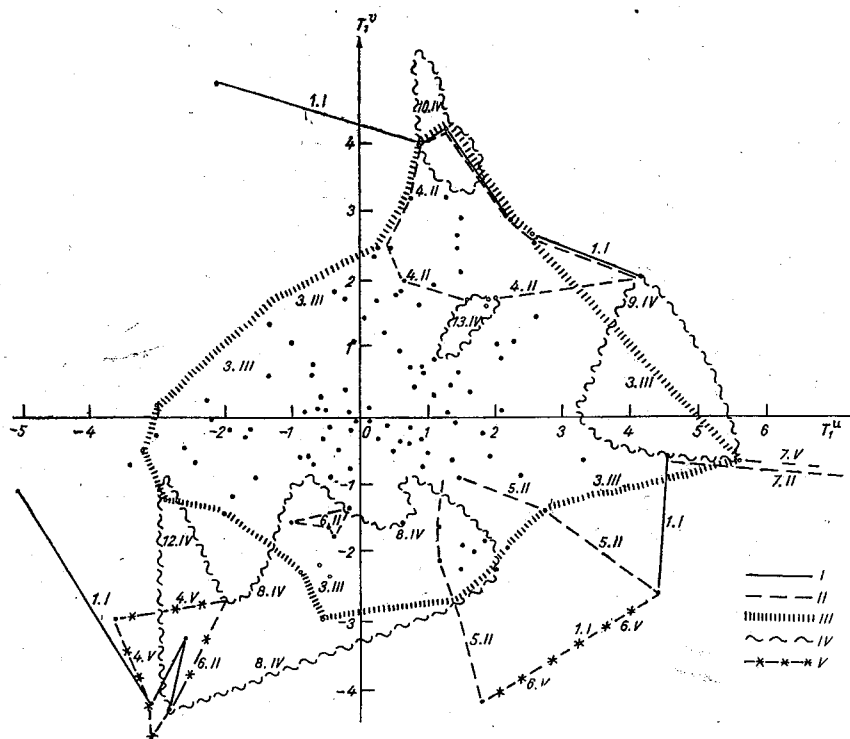 T₁ᵛ
1.I
10.IV
4
4.II
3
1.I
4.II
2
4.II
9.IV
3.III
13.IV
1
3.III
3.III
-5 -4 -3 -2 -1 0 1 2 3 4 5 6
T₁ᵘ
7.V
7.II
3.III
-1
5.II
6.II
8.IV
12.IV
-2
5.II
1.I
I
8.IV
3.III
II
1.I
4.V
-3
1.I
6.V
III
4.V
6.II
5.II
IV
8.IV
6.V
V
-4